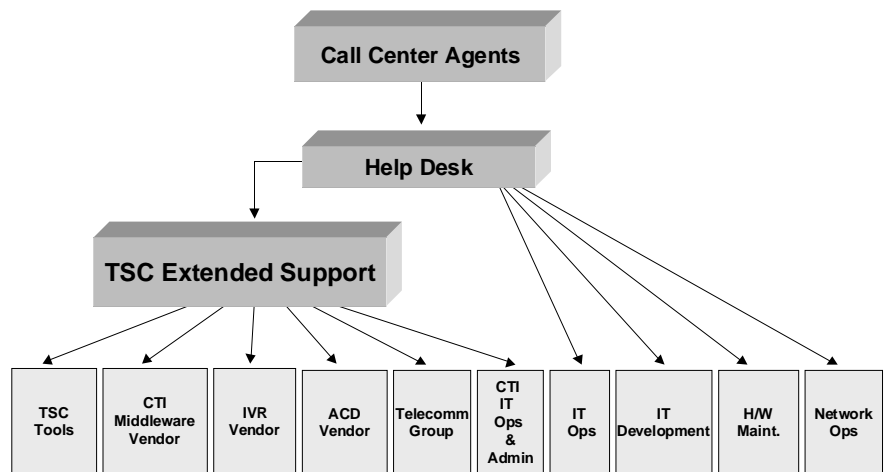 Call Center Agents
Help Desk
TSC Extended Support
TSC
Tools
CTI
Middleware
Vendor
IVR
Vendor
ACD
Vendor
Telecomm
Group
CTI
IT
Ops
&
Admin
IT
Ops
IT
Development
H/W
Maint.
Network
Ops